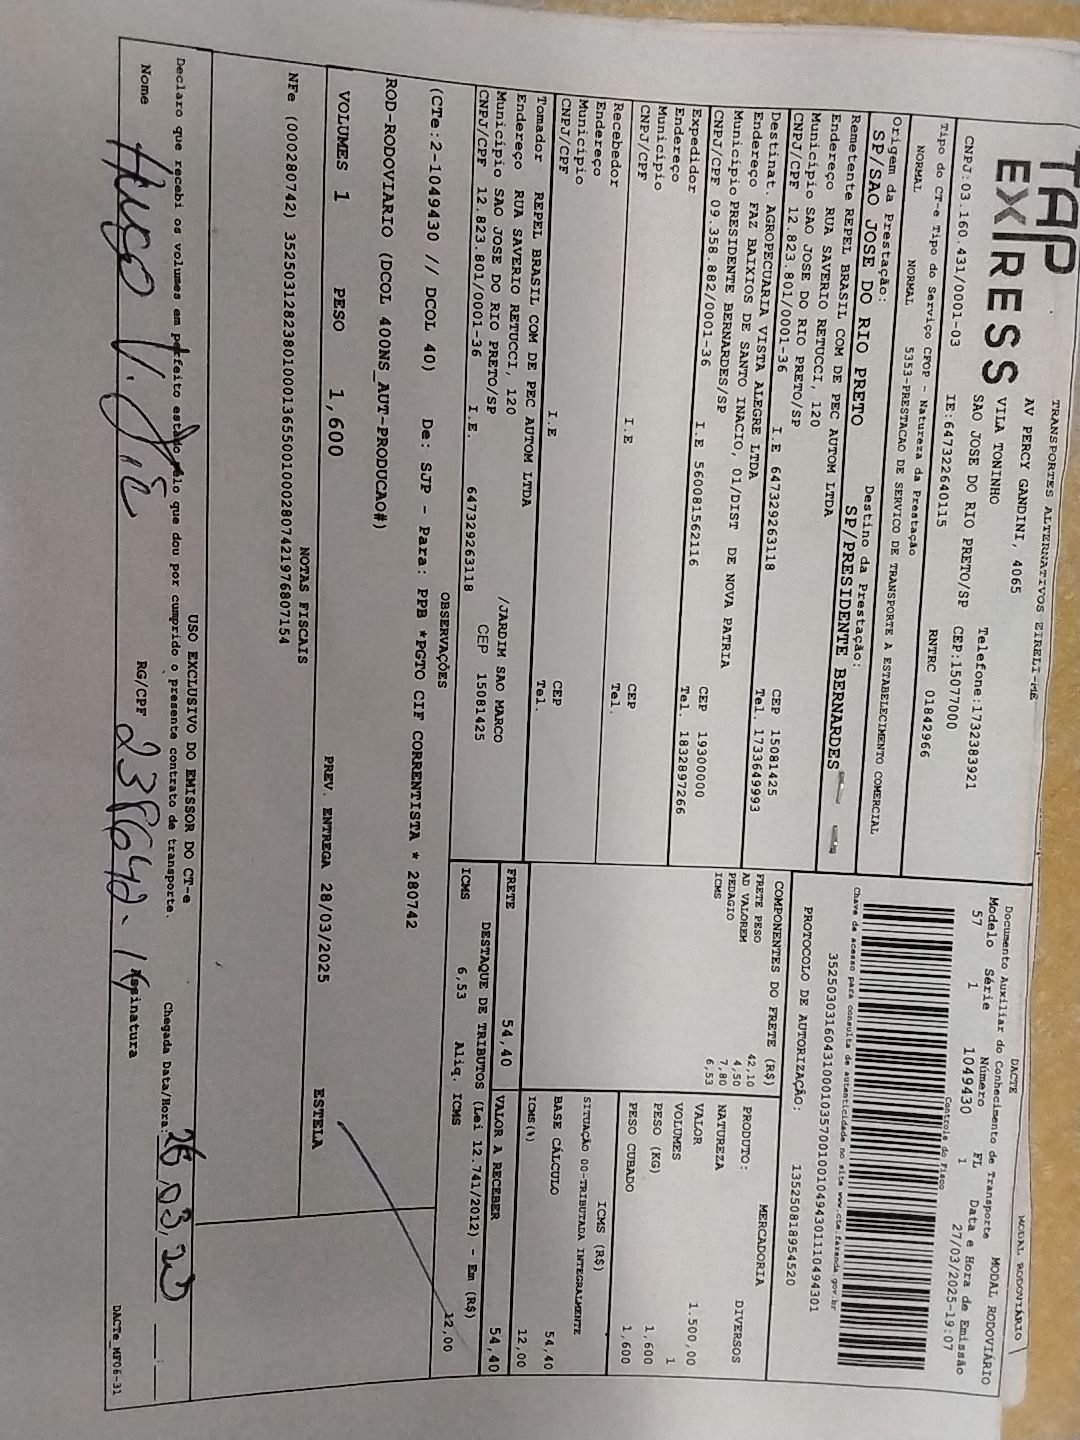 TAP
EXPRESS
TRANSPORTES ALTERNATIVOS EIRELI-ME
AV PERCY GANDINI, 4065
VILA TONINHO Telefone:1732383921
SAO JOSE DO RIO PRETO/SP CEP:15077000
CNPJ:03.160.431/0001-03 IE:647322640115 RNTRC 01842966
Tipo do CT-e Tipo do Serviço CFOP - Natureza da Prestação
NORMAL NORMAL 5353-PRESTACAO DE SERVICO DE TRANSPORTE A ESTABELECIMENTO COMERCIAL
Origem da Prestação: Destino da Prestação:
SP/SAO JOSE DO RIO PRETO SP/PRESIDENTE BERNARDES
Remetente REPEL BRASIL COM DE PEC AUTOM LTDA
Endereço RUA SAVERIO RETUCCI, 120
Município SAO JOSE DO RIO PRETO/SP CEP 15081425
CNPJ/CPF 12.823.801/0001-36 I.E 647329263118 Tel. 1733649993
Destinat. AGROPECUARIA VISTA ALEGRE LTDA
Endereço FAZ BAIXIOS DE SANTO INACIO, 01/DIST DE NOVA PATRIA
Município PRESIDENTE BERNARDES/SP CEP 19300000
CNPJ/CPF 09.358.882/0001-36 I.E 560081562116 Tel. 1832897266
Expedidor
Endereço
Município CEP
CNPJ/CPF I.E Tel.
Recebedor
Endereço
Município CEP
CNPJ/CPF I.E Tel.
Tomador REPEL BRASIL COM DE PEC AUTOM LTDA
Endereço RUA SAVERIO RETUCCI, 120 /JARDIM SAO MARCO
Município SAO JOSE DO RIO PRETO/SP CEP 15081425
CNPJ/CPF 12.823.801/0001-36 I.E. 647329263118
MODAL RODOVIÁRIO
DACTE
Documento Auxiliar do Conhecimento de Transporte MODAL RODOVIÁRIO
Modelo Série Número FL Data e Hora de Emissão
57 1 1049430 1 27/03/2025-19:07
Controle do Fisco
Chave de acesso para consulta de autenticidade no site www.cte.fazenda.gov.br
35250303160431000103570010010494301110494301
PROTOCOLO DE AUTORIZAÇÃO: 135250818954520
COMPONENTES DO FRETE (R$)
FRETE PESO 42,10
AD VALOREM 4,50
PEDAGIO 7,80
ICMS 6,53
MERCADORIA
PRODUTO: DIVERSOS
NATUREZA
VALOR 1.500,00
VOLUMES 1
PESO (KG) 1,600
PESO CUBADO 1,600
ICMS (R$)
SITUAÇÃO 00-TRIBUTADA INTEGRALMENTE
BASE CÁLCULO 54,40
ICMS(%) 12,00
FRETE 54,40 VALOR A RECEBER 54,40
DESTAQUE DE TRIBUTOS (Lei 12.741/2012) - Em (R$)
ICMS 6,53 Aliq. ICMS 12,00
OBSERVAÇÕES
(CTe:2-1049430 // DCOL 40) De: SJP - Para: PPB *PGTO CIF CORRENTISTA * 280742
ROD-RODOVIARIO (DCOL 400NS_AUT-PRODUCAO#)
VOLUMES 1 PESO 1,600 PREV. ENTREGA 28/03/2025 ESTELA
NOTAS FISCAIS
NFe (000280742) 35250312823801000136550010002807421976807154
USO EXCLUSIVO DO EMISSOR DO CT-e
Declaro que recebi os volumes em perfeito estado pelo que dou por cumprido o presente contrato de transporte. Chegada Data/Hora:
Nome Hugo V. RG/CPF Assinatura
DACTe_MF06-31